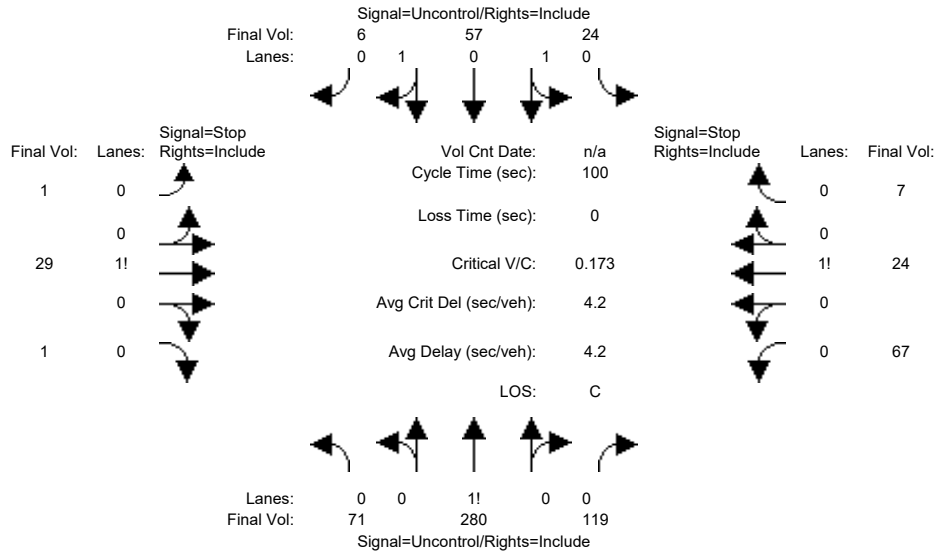 Signal=Uncontrol/Rights=Include
Final Vol: 6 57 24
Lanes: 0 1 0 1 0
Signal=Stop Signal=Stop
Final Vol: Lanes: Rights=Include Vol Cnt Date: n/a Rights=Include Lanes: Final Vol:
Cycle Time (sec): 100
1 0 0 7
Loss Time (sec): 0
0 0
29 1! Critical V/C: 0.173 1! 24
0 Avg Crit Del (sec/veh): 4.2 0
1 0 Avg Delay (sec/veh): 4.2 0 67
LOS: C
Lanes: 0 0 1! 0 0
Final Vol: 71 280 119
Signal=Uncontrol/Rights=Include